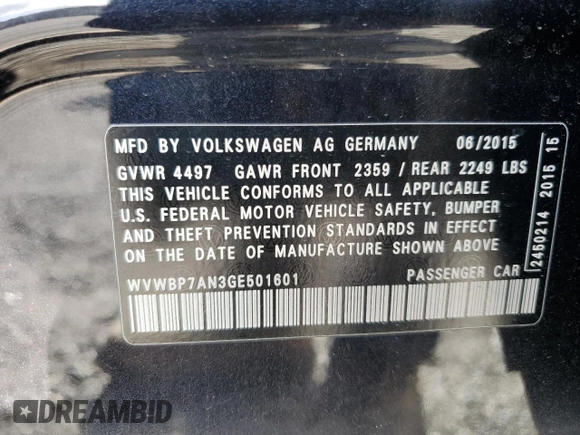 MFD BY VOLKSWAGEN AG GERMANY 06/2015
GVWR 4497 GAWR FRONT 2359 / REAR 2249 LBS
THIS VEHICLE CONFORMS TO ALL APPLICABLE
U.S. FEDERAL MOTOR VEHICLE SAFETY, BUMPER
AND THEFT PREVENTION STANDARDS IN EFFECT
ON THE DATE OF MANUFACTURE SHOWN ABOVE
WVWBP7AN3GE501601 PASSENGER CAR
2450214 2016 15
DREAMBID